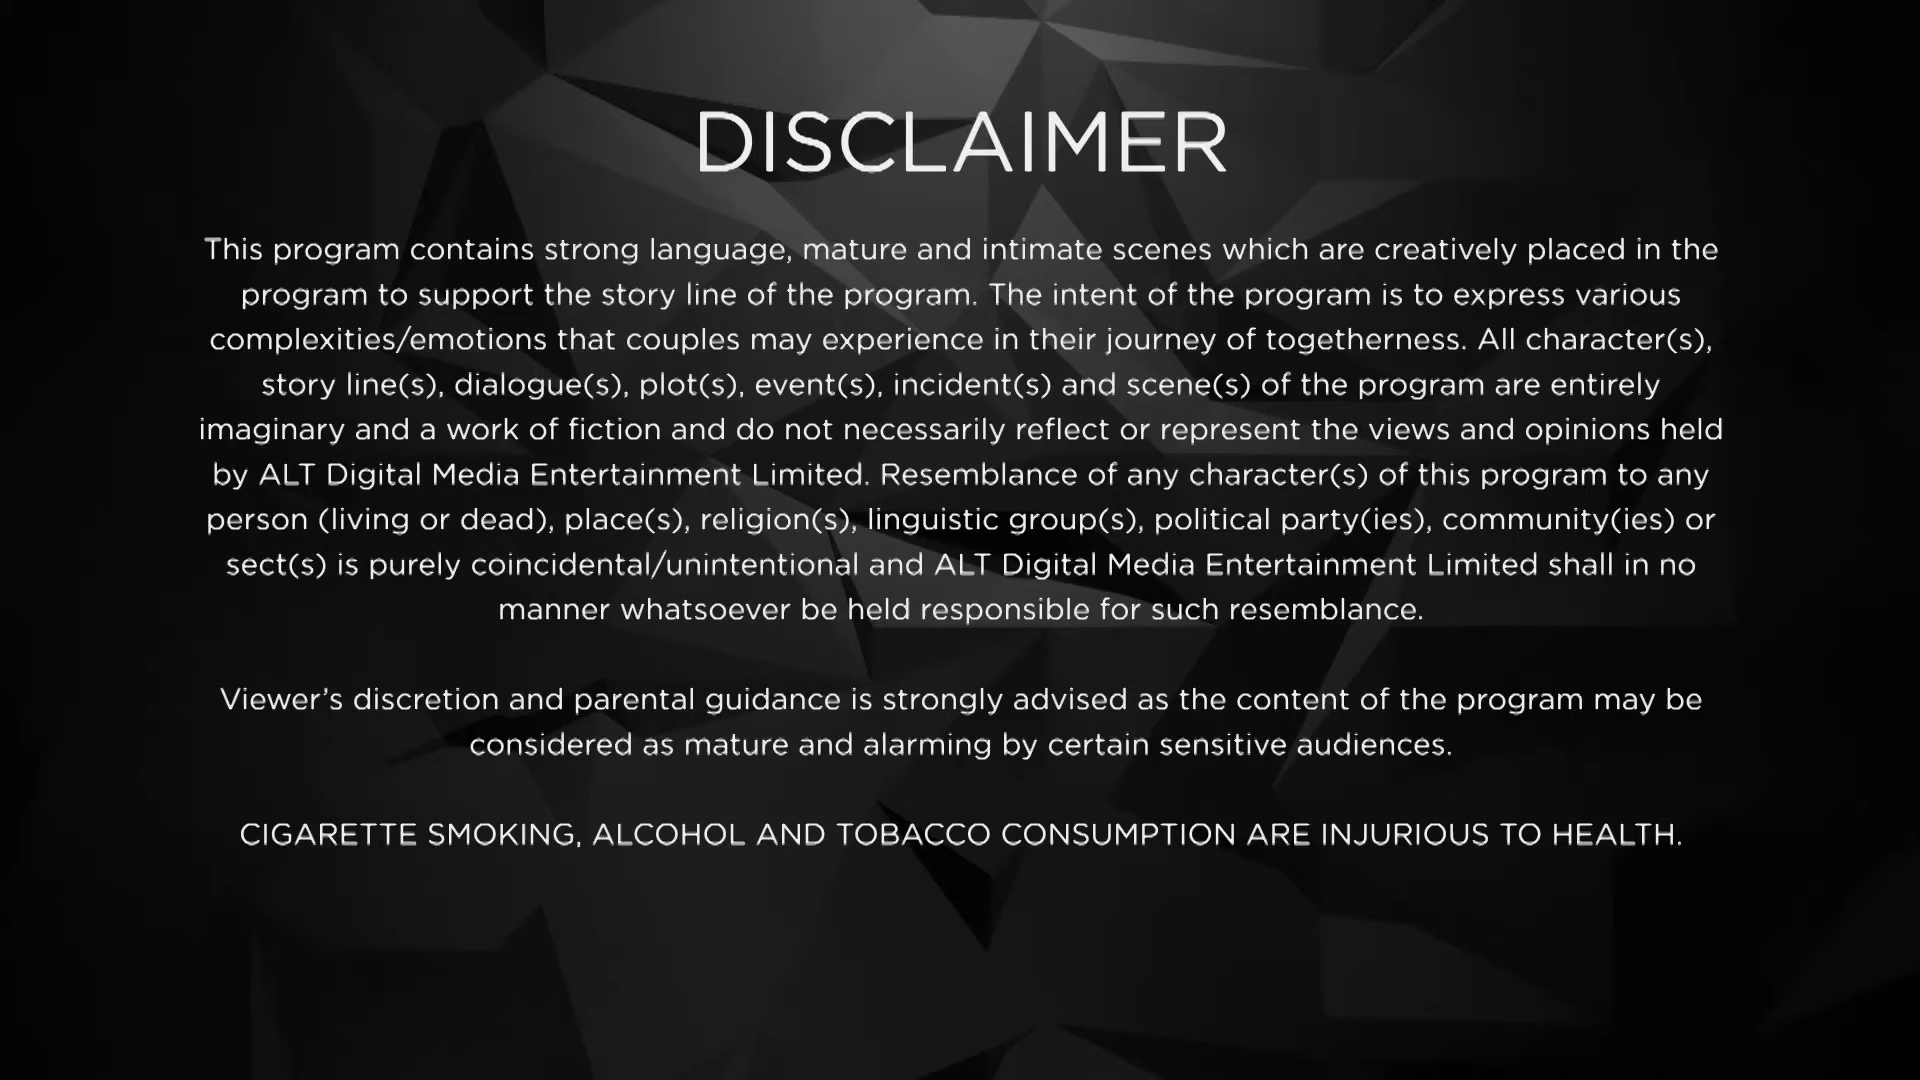 DISCLAIMER
This program contains strong language, mature and intimate scenes which are creatively placed in the
program to support the story line of the program. The intent of the program is to express various
complexities/emotions that couples may experience in their journey of togetherness. All character(s),
story line(s), dialogue(s), plot(s), event(s), incident(s) and scene(s) of the program are entirely
imaginary and a work of fiction and do not necessarily reflect or represent the views and opinions held
by ALT Digital Media Entertainment Limited. Resemblance of any character(s) of this program to any
person (living or dead), place(s), religion(s), linguistic group(s), political party(ies), community(ies) or
sect(s) is purely coincidental/unintentional and ALT Digital Media Entertainment Limited shall in no
manner whatsoever be held responsible for such resemblance.
Viewer's discretion and parental guidance is strongly advised as the content of the program may be
considered as mature and alarming by certain sensitive audiences.
CIGARETTE SMOKING, ALCOHOL AND TOBACCO CONSUMPTION ARE INJURIOUS TO HEALTH.